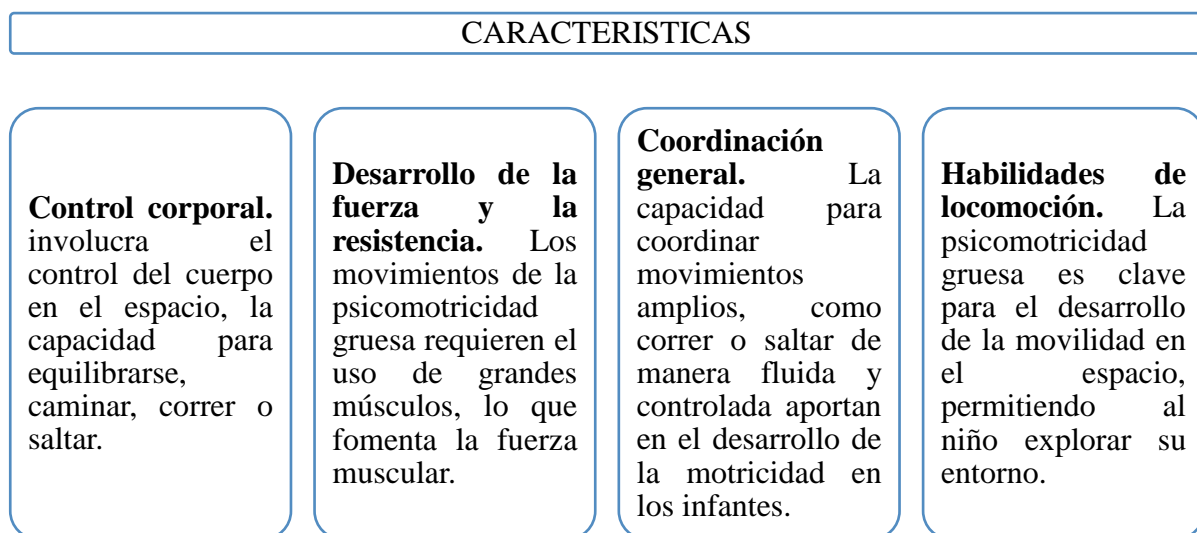 CARACTERISTICAS
Control corporal.
involucra el
control del cuerpo
en el espacio, la
capacidad para
equilibrarse,
caminar, correr o
saltar.
Desarrollo de la
fuerza y la
resistencia. Los
movimientos de la
psicomotricidad
gruesa requieren el
uso de grandes
músculos, lo que
fomenta la fuerza
muscular.
Coordinación
general. La
capacidad para
coordinar
movimientos
amplios, como
correr o saltar de
manera fluida y
controlada aportan
en el desarrollo de
la motricidad en
los infantes.
Habilidades de
locomoción. La
psicomotricidad
gruesa es clave
para el desarrollo
de la movilidad en
el espacio,
permitiendo al
niño explorar su
entorno.